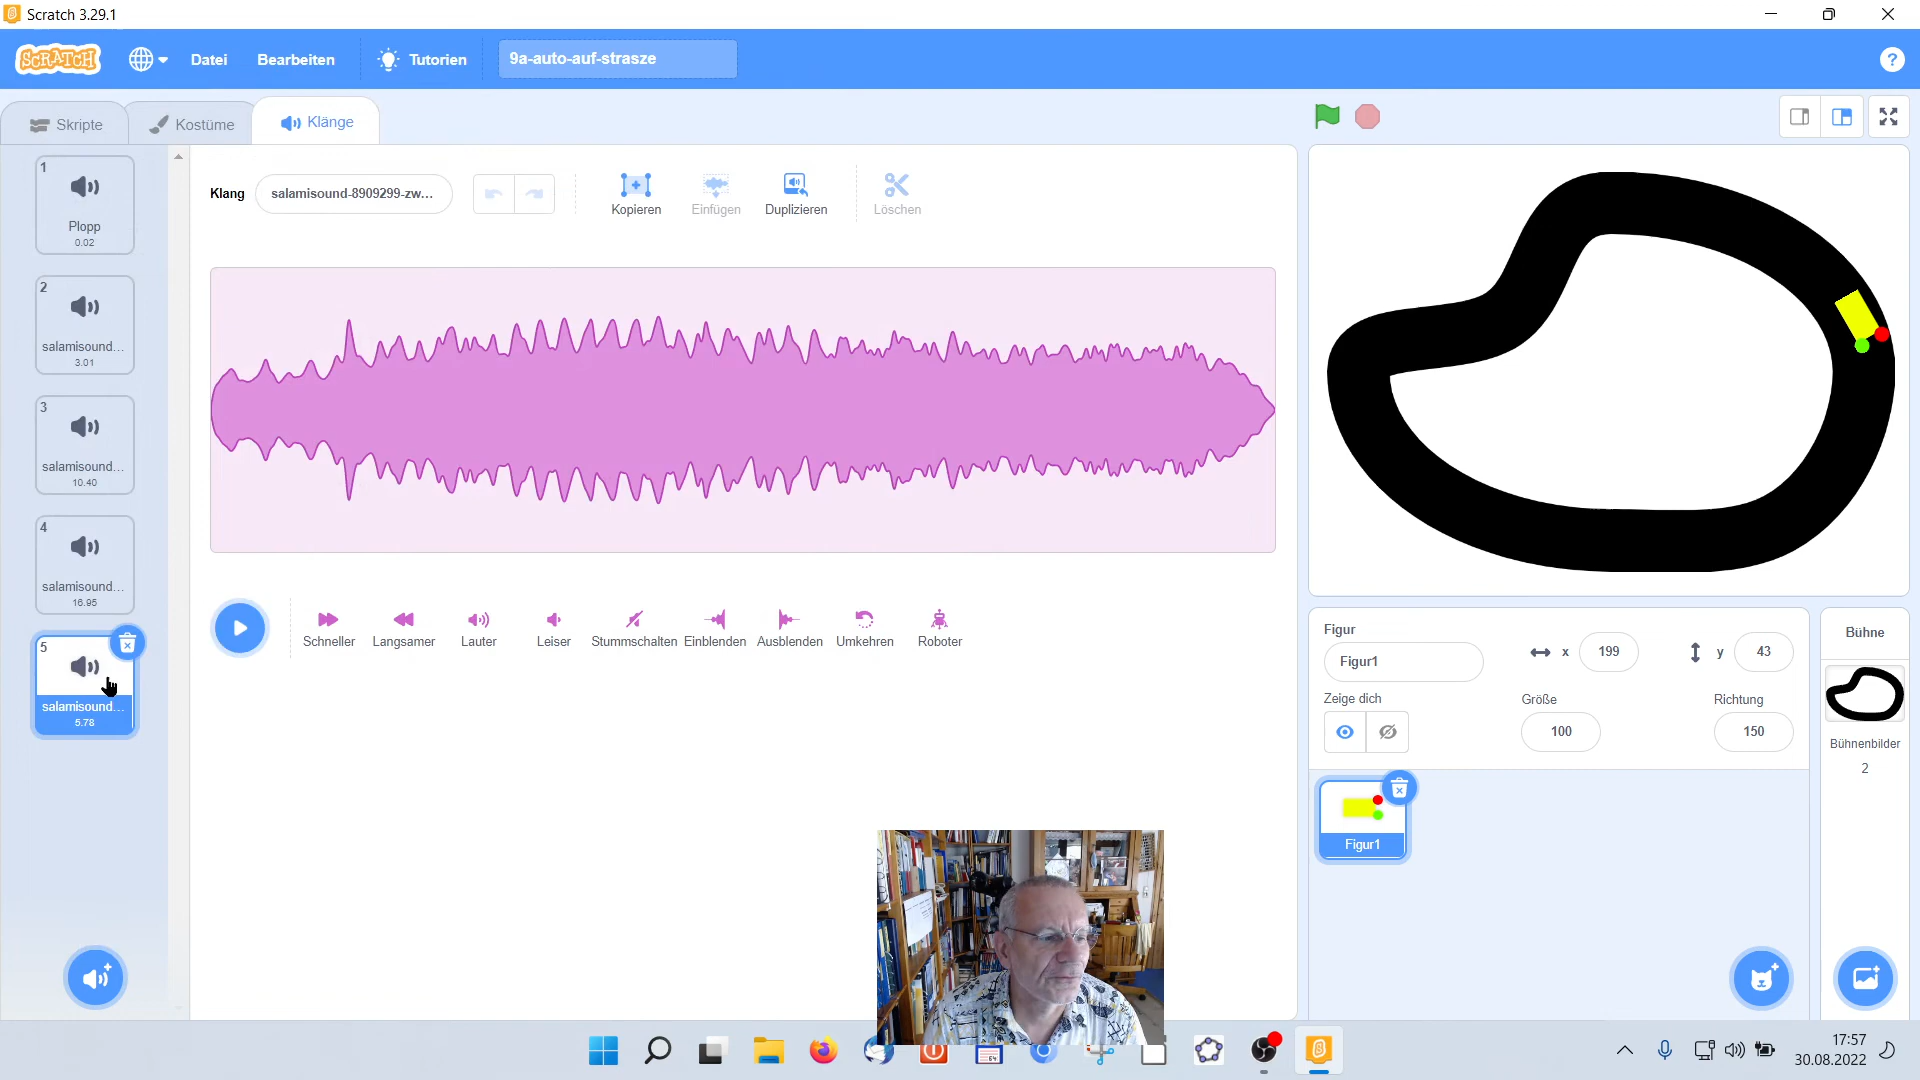 Scratch 3.29.1
SCRATCH
Datei
Bearbeiten
Tutorien
9a-auto-auf-strasze
?
Skripte
Kostüme
Klänge
1
Plopp
0.02
2
salamisound...
3.01
3
salamisound...
10.40
4
salamisound...
16.95
5
salamisound...
5.78
Klang
salamisound-8909299-zw...
Kopieren
Einfügen
Duplizieren
Löschen
Schneller
Langsamer
Lauter
Leiser
Stummschalten
Einblenden
Ausblenden
Umkehren
Roboter
Figur
Figur1
x
199
y
43
Zeige dich
Größe
100
Richtung
150
Figur1
Bühne
Bühnenbilder
2
64
17:57
30.08.2022